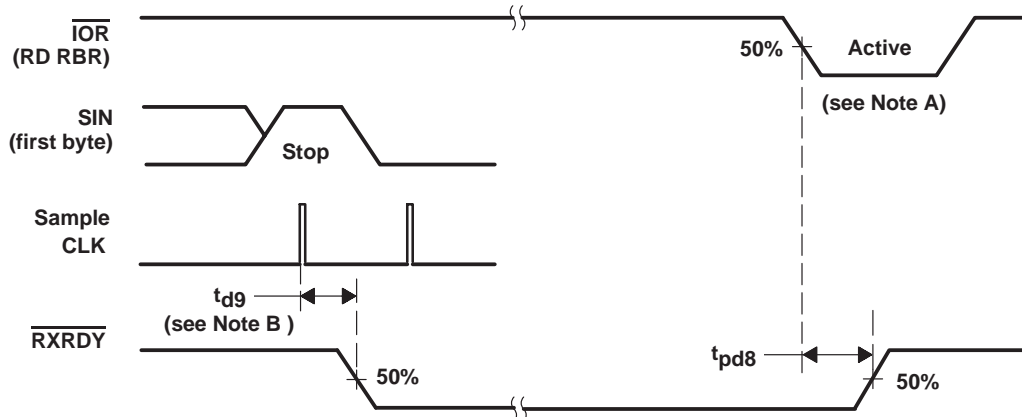 IOR
(RD RBR)
50%
Active
(see Note A)
SIN
(first byte)
Stop
Sample
CLK
td9
(see Note B )
RXRDY
50%
tpd8
50%